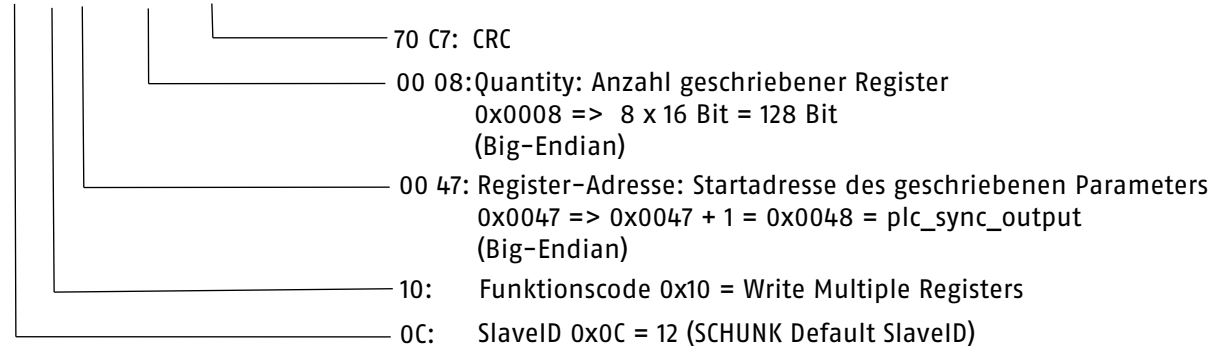 70 C7: CRC
00 08: Quantity: Anzahl geschriebener Register
0x0008 => 8 x 16 Bit = 128 Bit
(Big-Endian)
00 47: Register-Adresse: Startadresse des geschriebenen Parameters
0x0047 => 0x0047 + 1 = 0x0048 = plc_sync_output
(Big-Endian)
10: Funktionscode 0x10 = Write Multiple Registers
0C: SlaveID 0x0C = 12 (SCHUNK Default SlaveID)